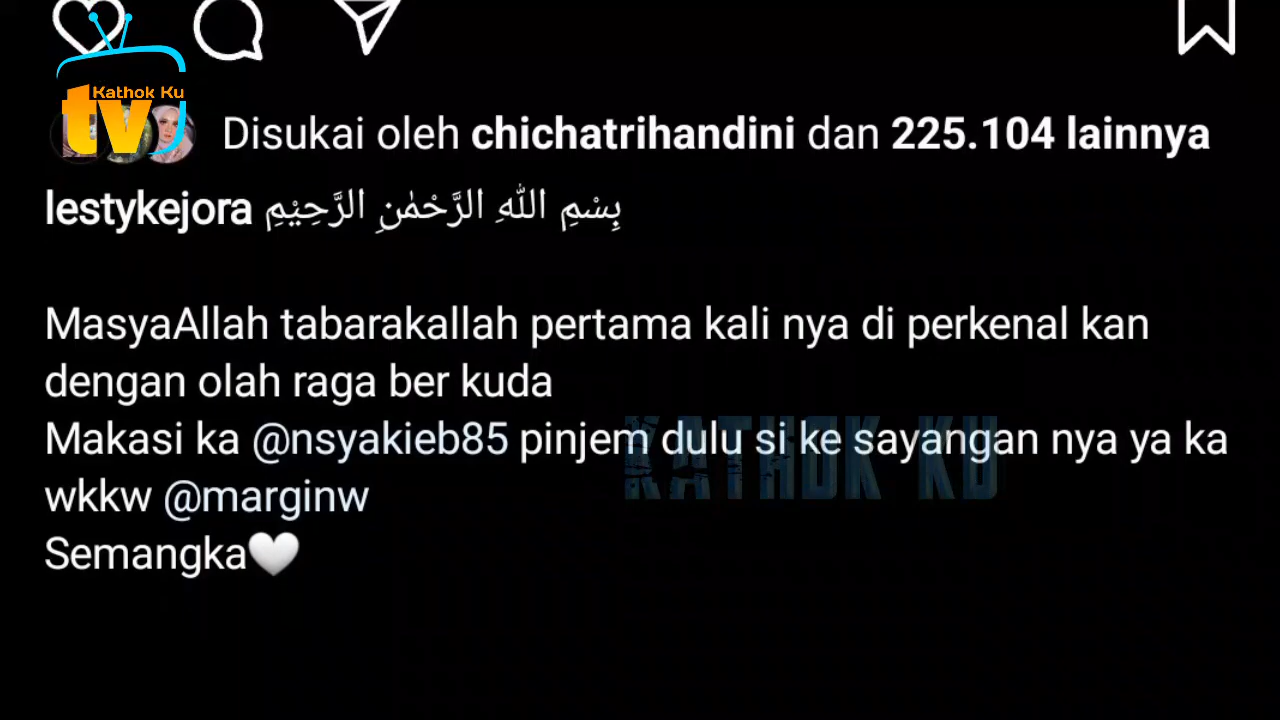 Kathok Ku
tv
Disukai oleh chichatrihandini dan 225.104 lainnya
lestykejora بِسْمِ اللّٰهِ الرَّحْمٰنِ الرَّحِيْمِ
MasyaAllah tabarakallah pertama kali nya di perkenal kan
dengan olah raga ber kuda
Makasi ka @nsyakieb85 pinjem dulu si ke sayangan nya ya ka
wkkw @marginw
KATHOK KU
Semangka🤍